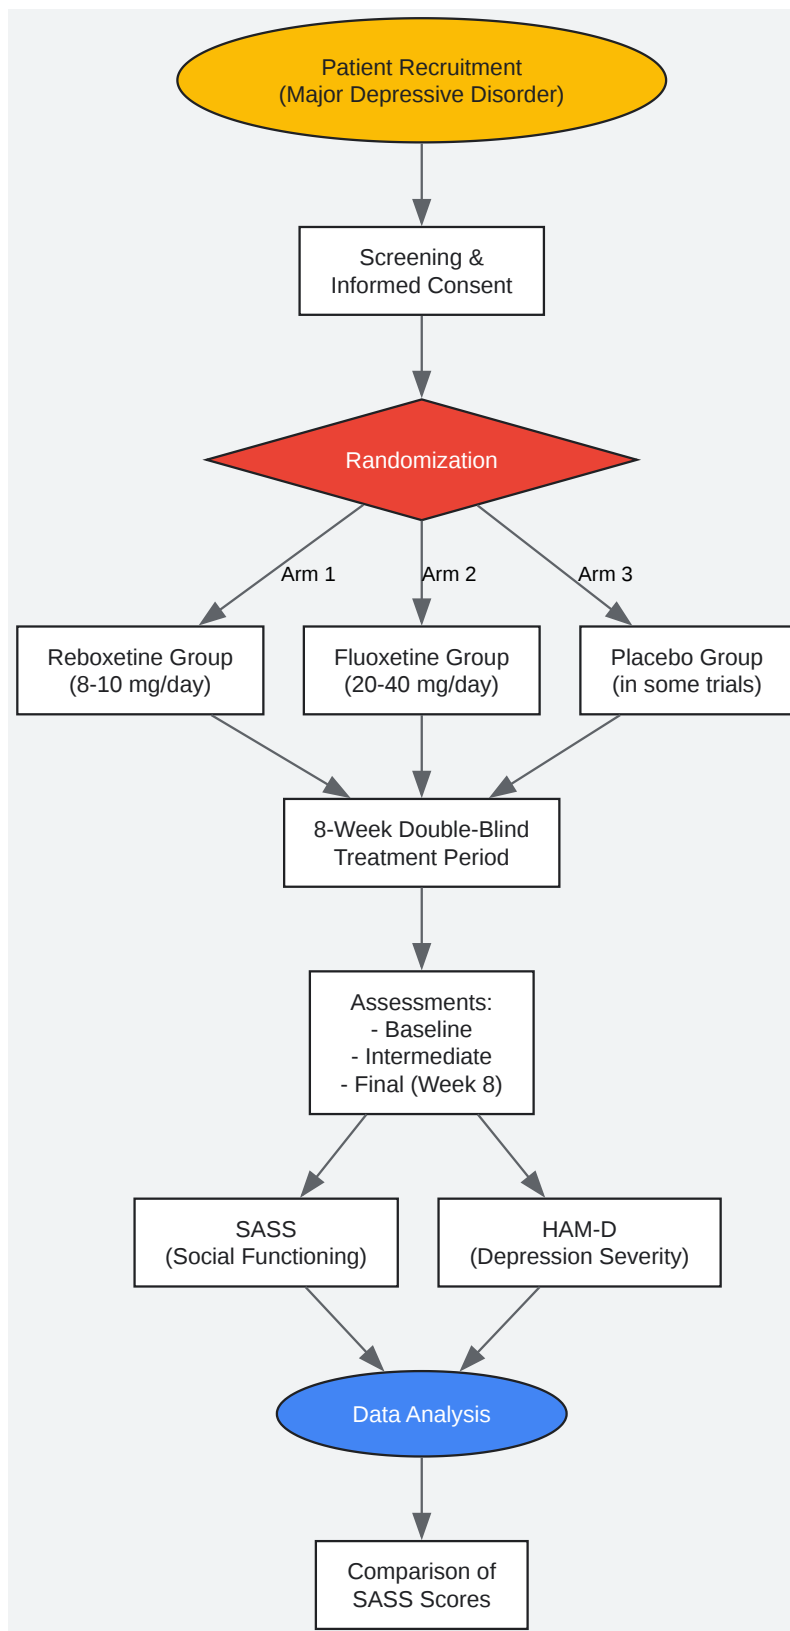 Patient Recruitment
(Major Depressive Disorder)
Screening &
Informed Consent
Randomization
Arm 1
Arm 2
Arm 3
Reboxetine Group
(8-10 mg/day)
Fluoxetine Group
(20-40 mg/day)
Placebo Group
(in some trials)
8-Week Double-Blind
Treatment Period
Assessments:
- Baseline
- Intermediate
- Final (Week 8)
SASS
(Social Functioning)
HAM-D
(Depression Severity)
Data Analysis
Comparison of
SASS Scores